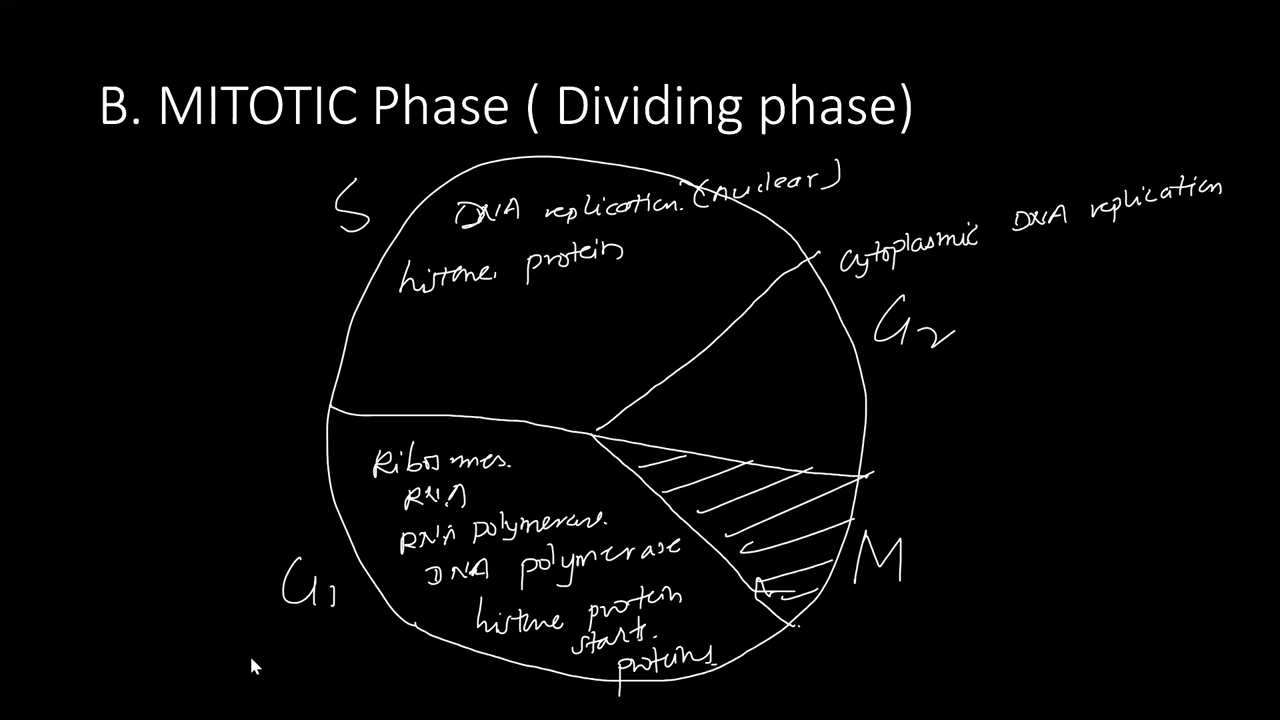 B. MITOTIC Phase ( Dividing phase)
S
DNA replication. (nuclear)
histone protein
cytoplasmic DNA replication
G2
Ribosomes.
RNA
RNA polymerase.
DNA polymerase
histone protein
starts.
proteins
G1
M